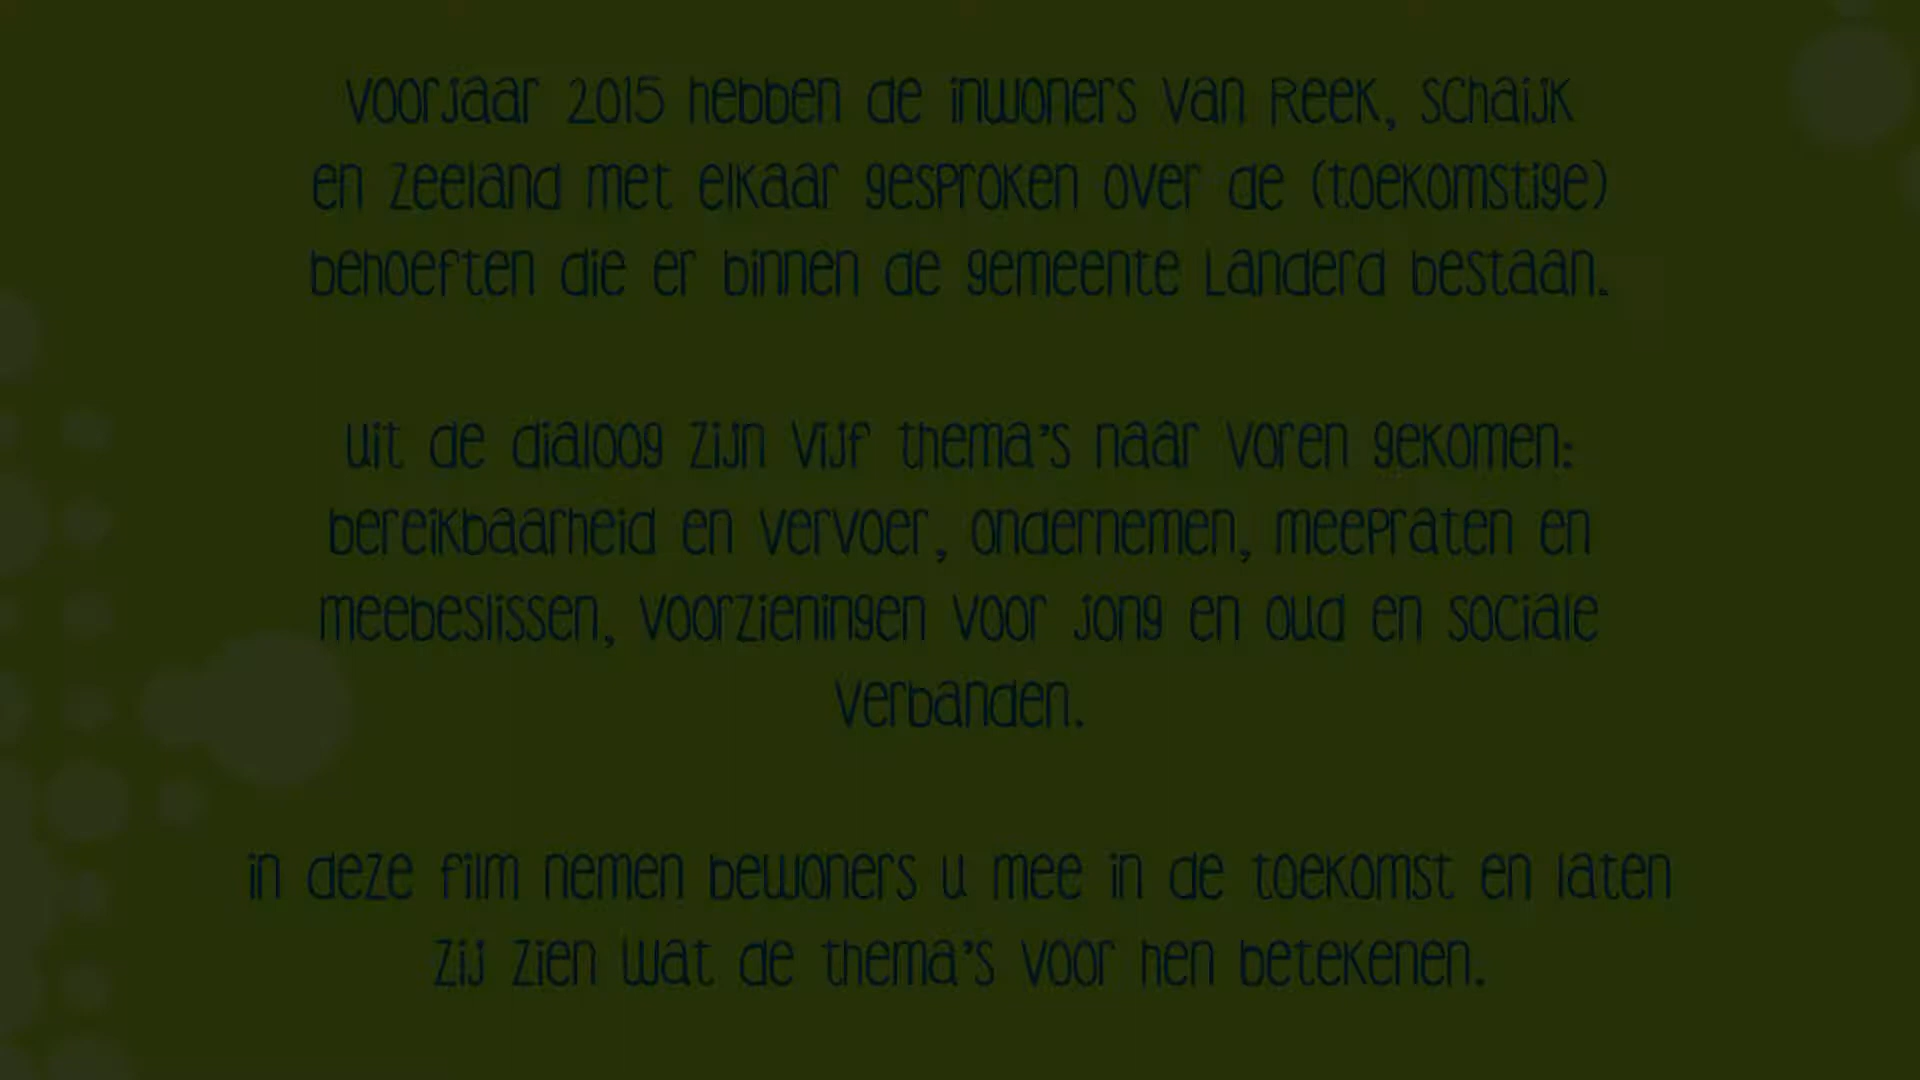 voorjaar 2015 hebben de inwoners van Reek, Schaijk
en Zeeland met elkaar gesproken over de (toekomstige)
behoeften die er binnen de gemeente Landerd bestaan.
uit de dialoog zijn vijf thema's naar voren gekomen:
bereikbaarheid en vervoer, ondernemen, meepraten en
meebeslissen, voorzieningen voor jong en oud en sociale
verbanden.
in deze film nemen bewoners u mee in de toekomst en laten
zij zien wat de thema's voor hen betekenen.